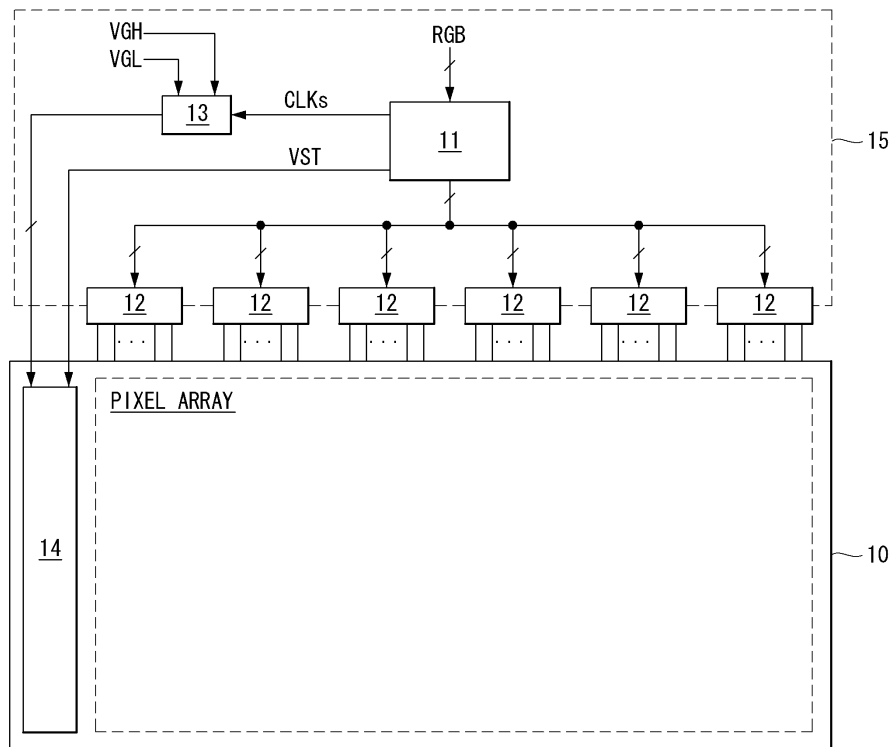 VGH
VGL
RGB
CLKs
13
11
VST
15
12 12 12 12 12 12
... ... ... ... ... ...
PIXEL ARRAY
14
10